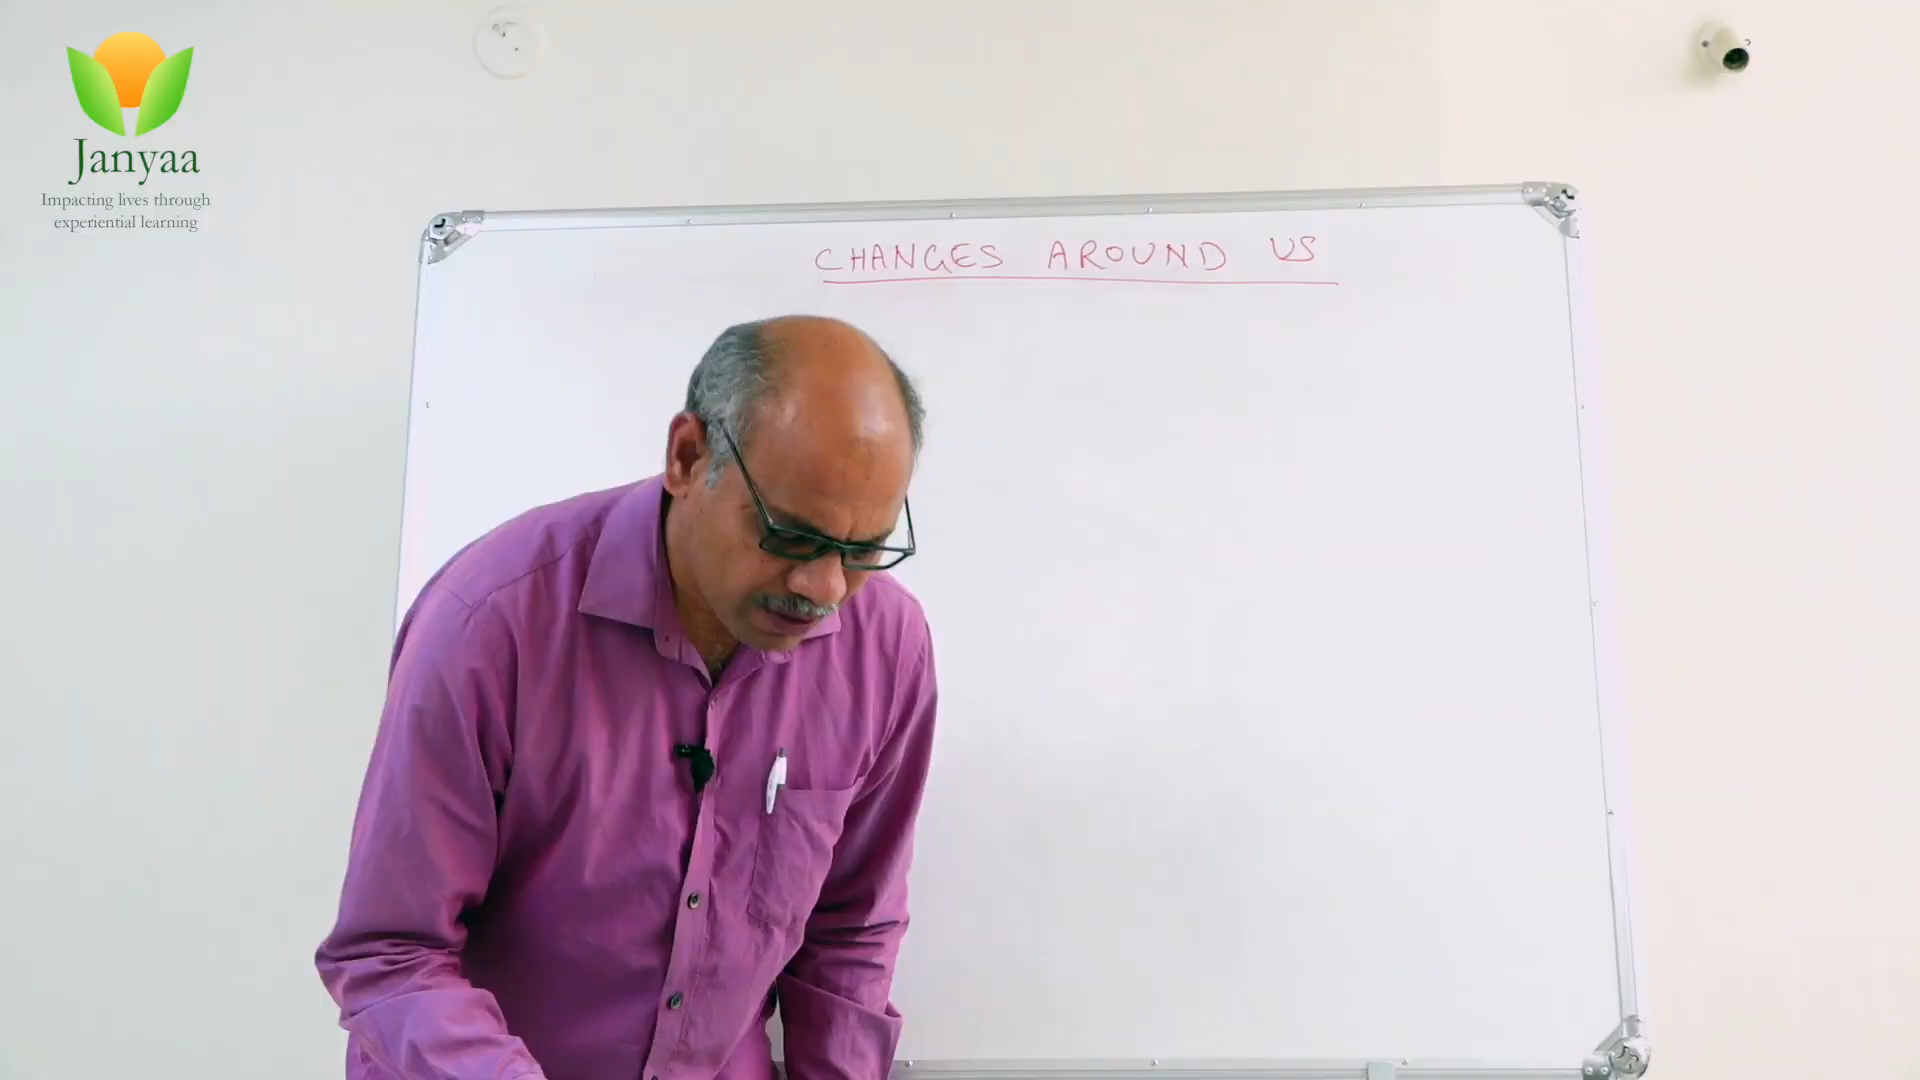 Janyaa
Impacting lives through
experiential learning
CHANGES AROUND US